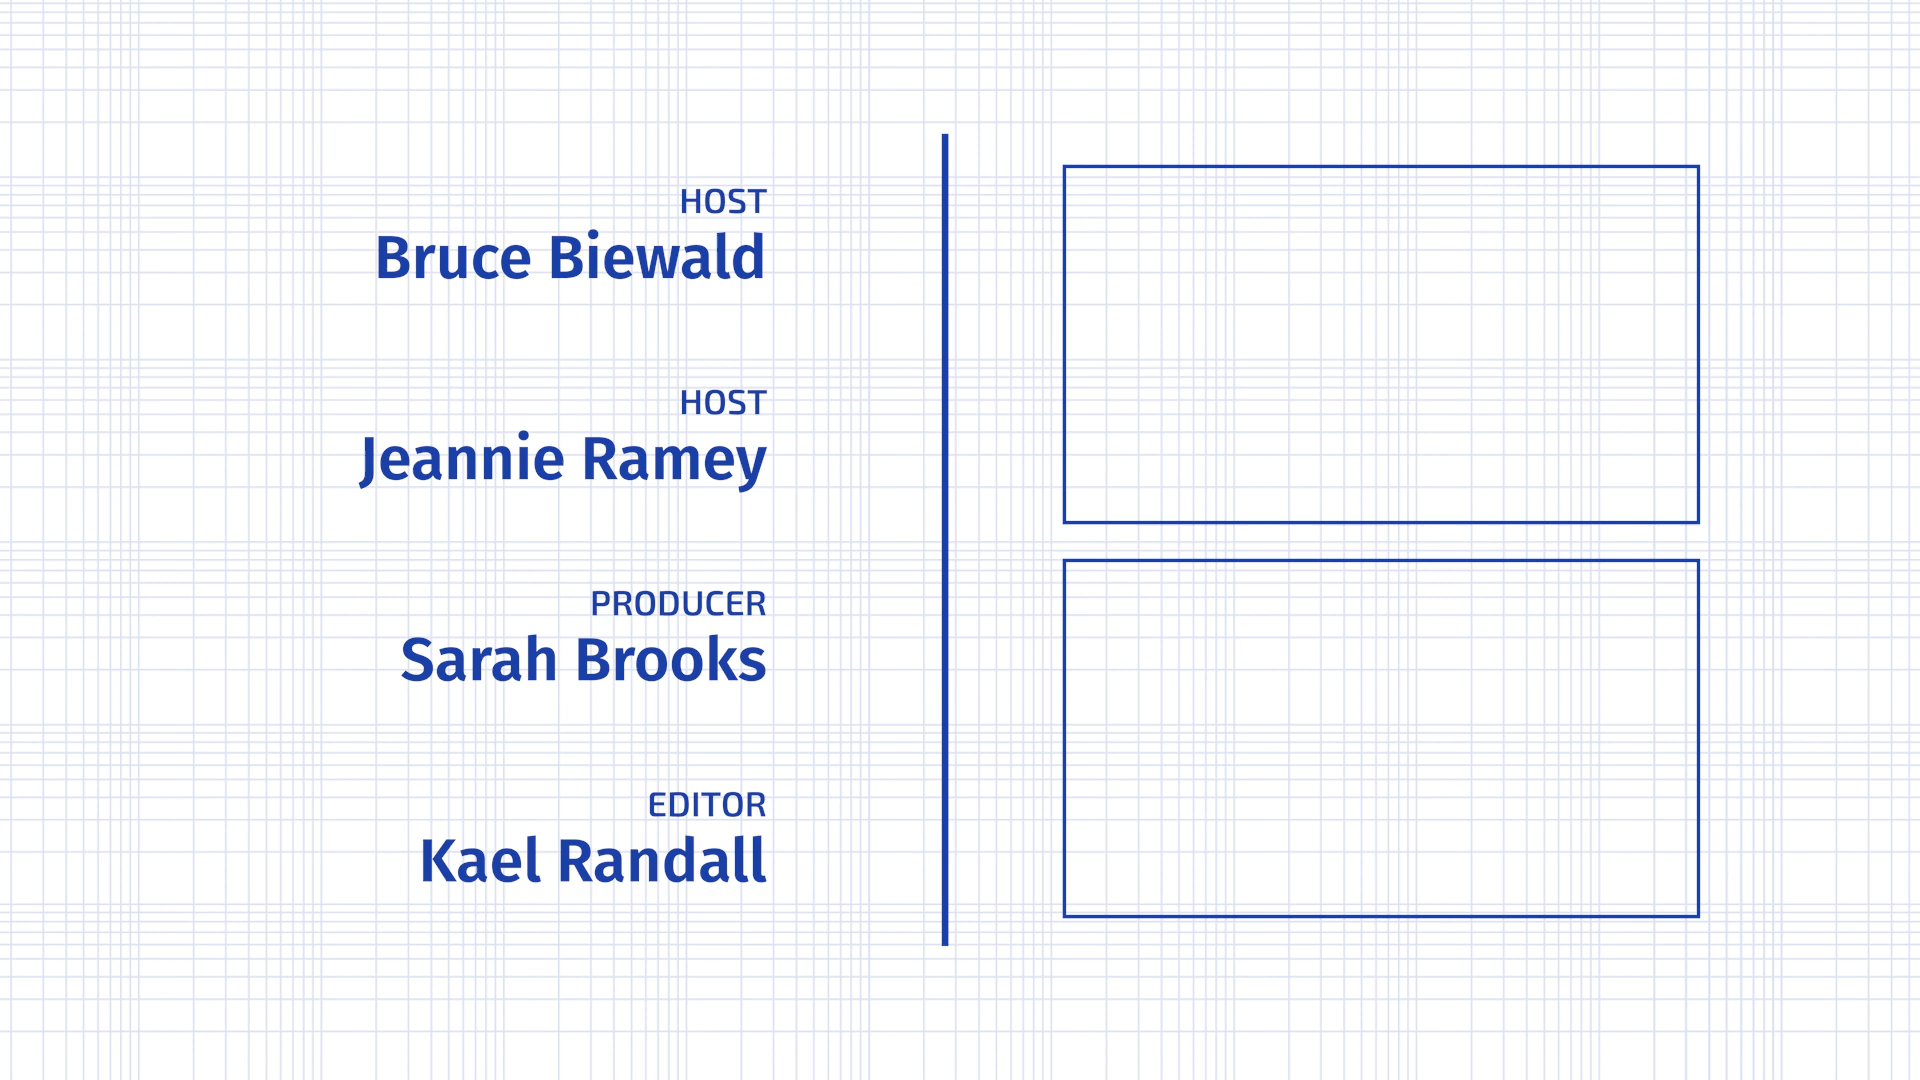 HOST
Bruce Biewald
HOST
Jeannie Ramey
PRODUCER
Sarah Brooks
EDITOR
Kael Randall